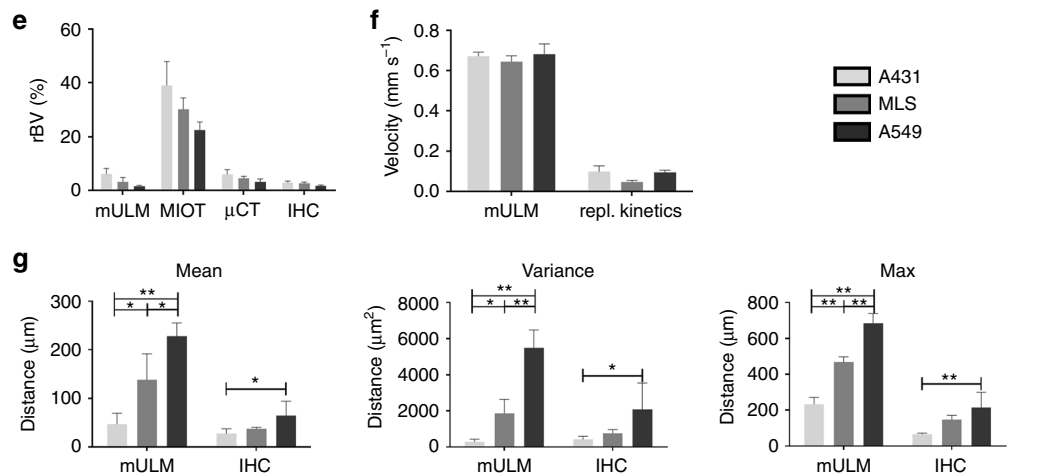 e
60
40
20
0
rBV (%)
mULM MIOT μCT IHC
f
0.8
0.6
0.4
0.2
0.0
Velocity (mm s⁻¹)
mULM repl. kinetics
A431
MLS
A549
g
Mean
300
200
100
0
Distance (μm)
**
* *
*
mULM IHC
Variance
8000
6000
4000
2000
0
Distance (μm²)
**
* **
*
mULM IHC
Max
800
600
400
200
0
Distance (μm)
**
** **
**
mULM IHC